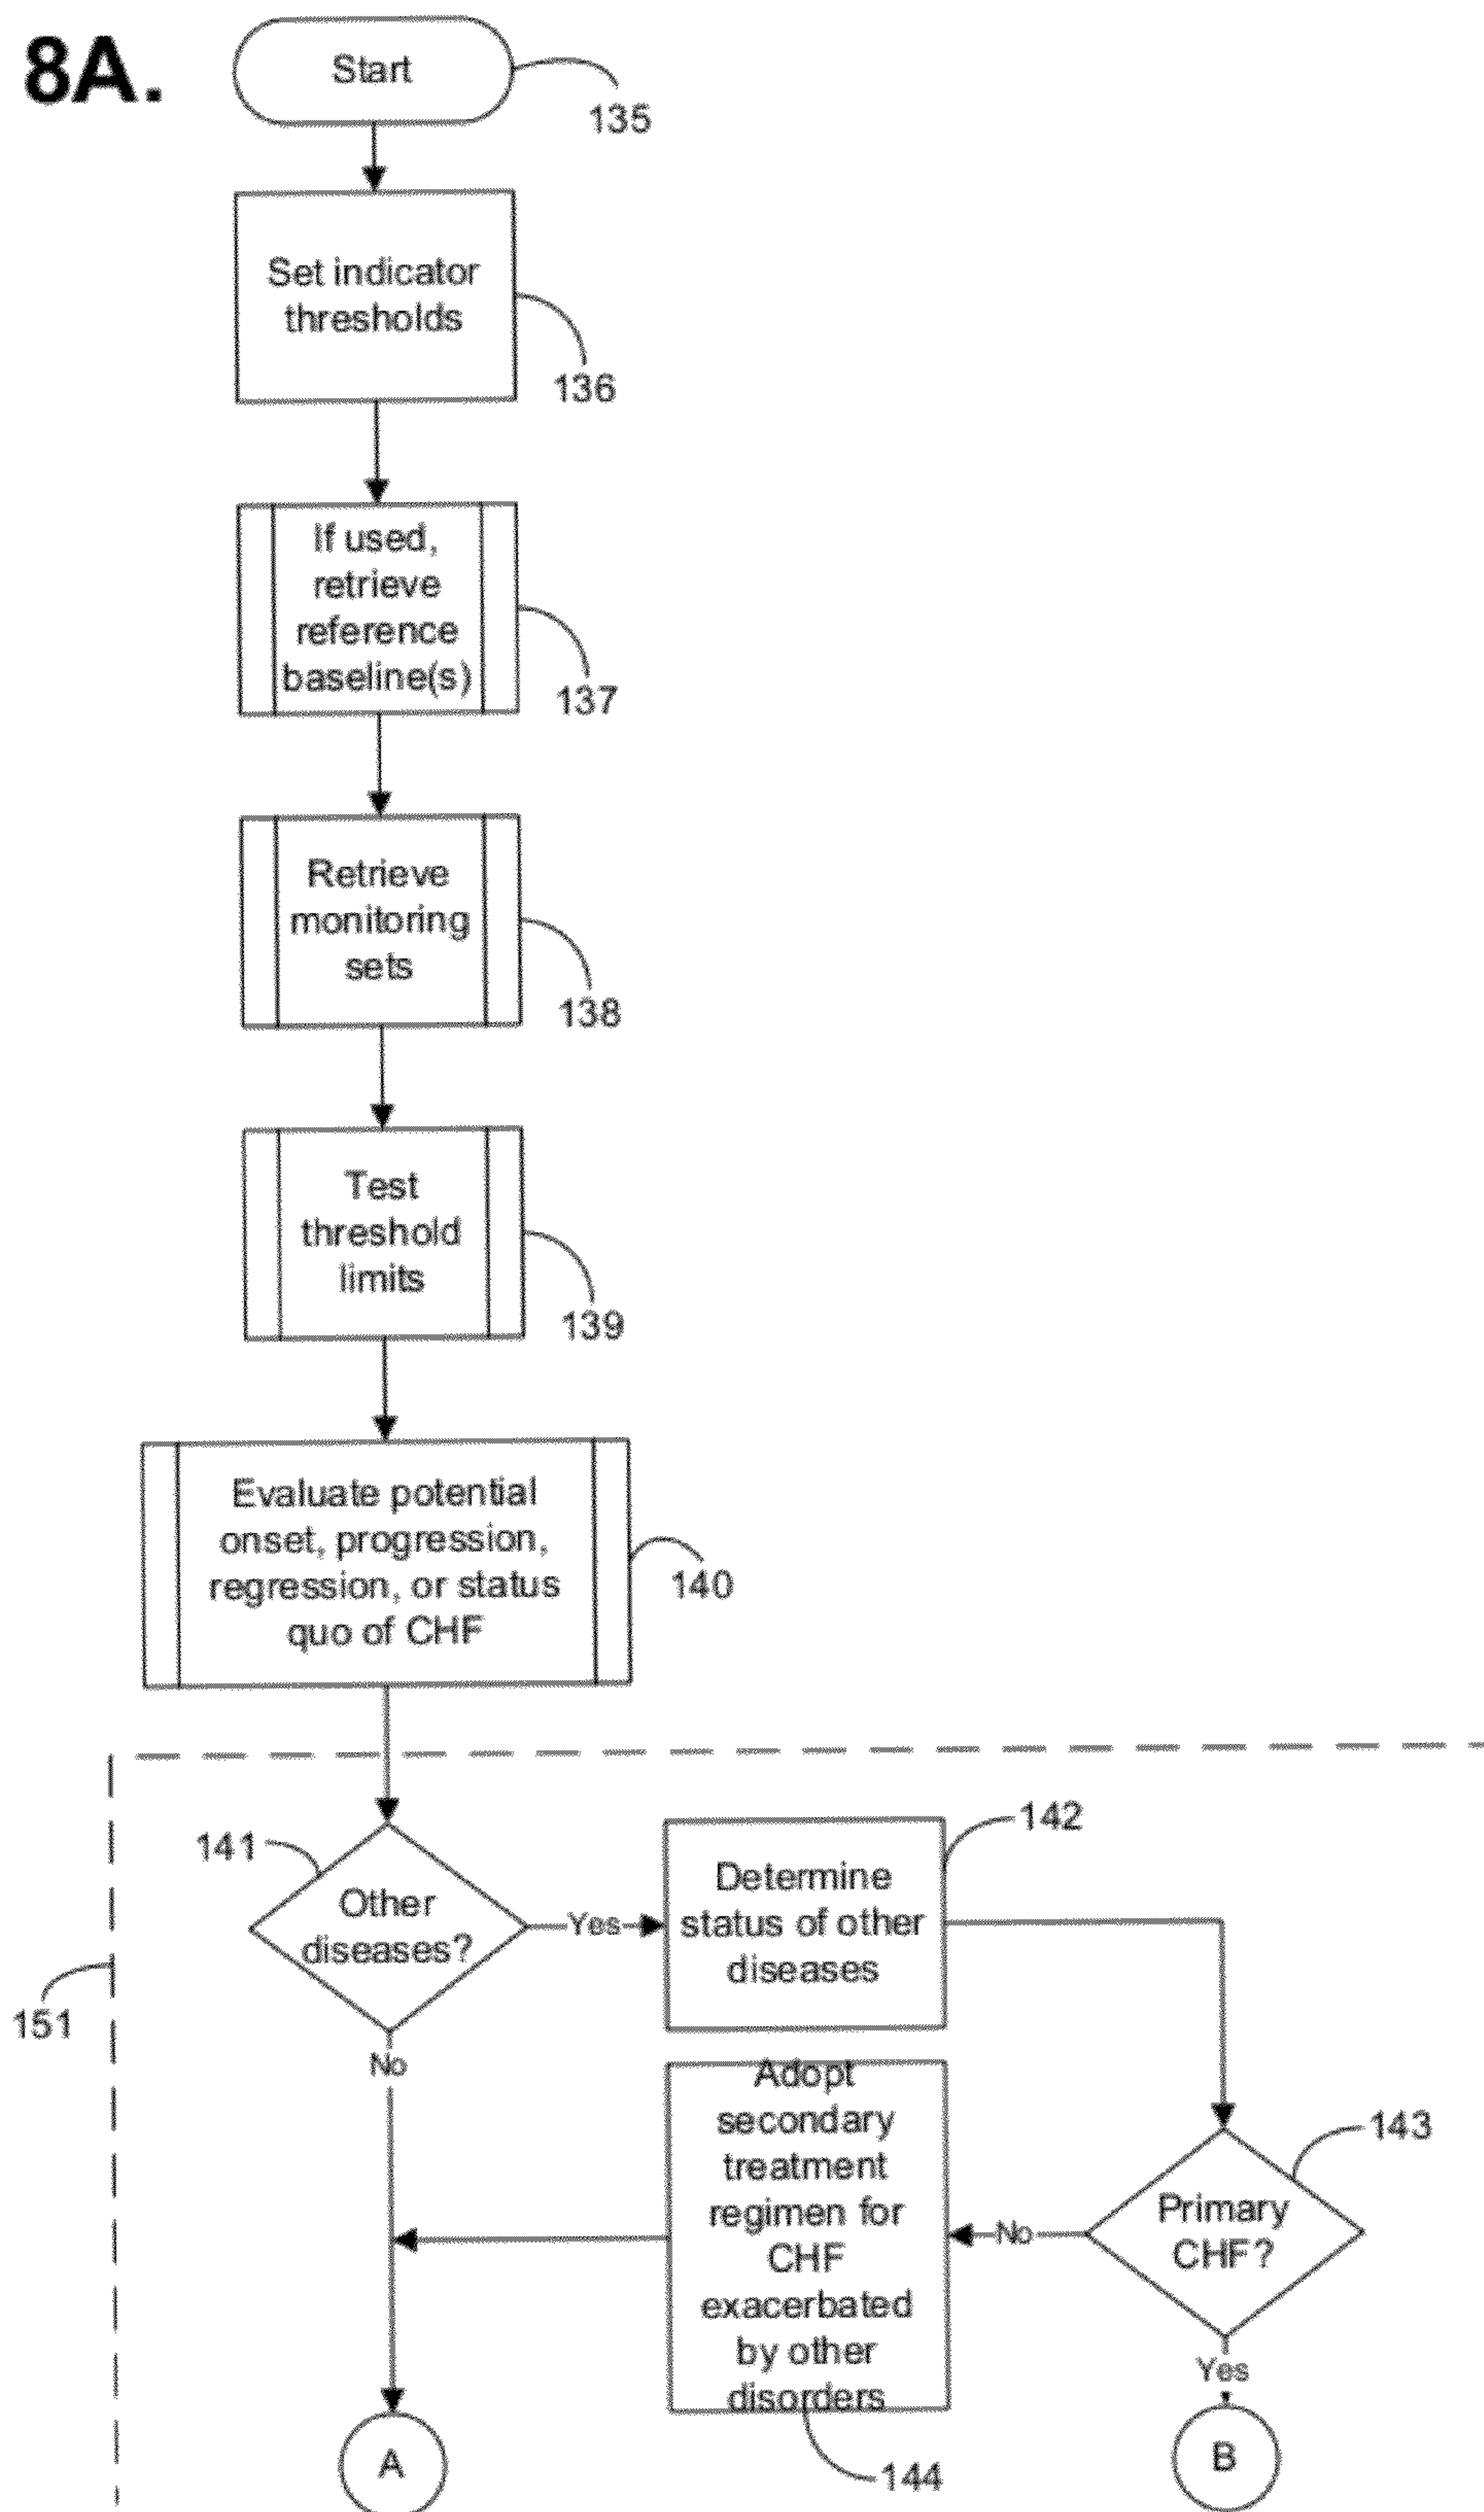 8A.
Start
135
Set indicator
thresholds
136
If used,
retrieve
reference
baseline(s)
137
Retrieve
monitoring
sets
138
Test
threshold
limits
139
Evaluate potential
onset, progression,
regression, or status
quo of CHF
140
141
Other
diseases?
Yes
No
142
Determine
status of other
diseases
151
143
Primary
CHF?
No
Yes
Adopt
secondary
treatment
regimen for
CHF
exacerbated
by other
disorders
144
A
B